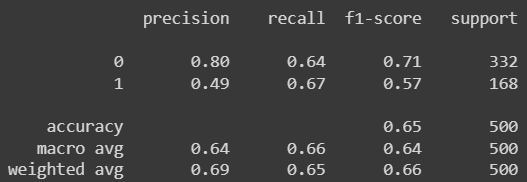 precision recall f1-score support
0 0.80 0.64 0.71 332
1 0.49 0.67 0.57 168
accuracy 0.65 500
macro avg 0.64 0.66 0.64 500
weighted avg 0.69 0.65 0.66 500